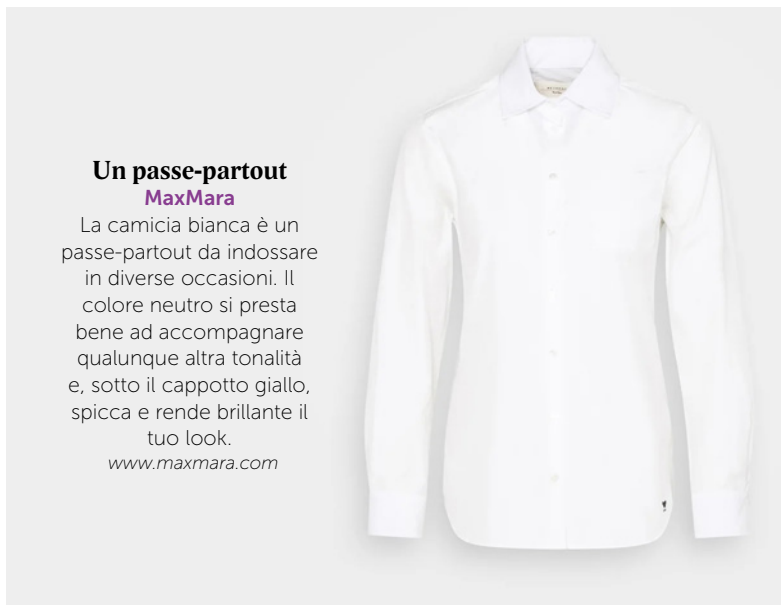 Un passe-partout
MaxMara
La camicia bianca è un
passe-partout da indossare
in diverse occasioni. Il
colore neutro si presta
bene ad accompagnare
qualunque altra tonalità
e, sotto il cappotto giallo,
spicca e rende brillante il
tuo look.
www.maxmara.com